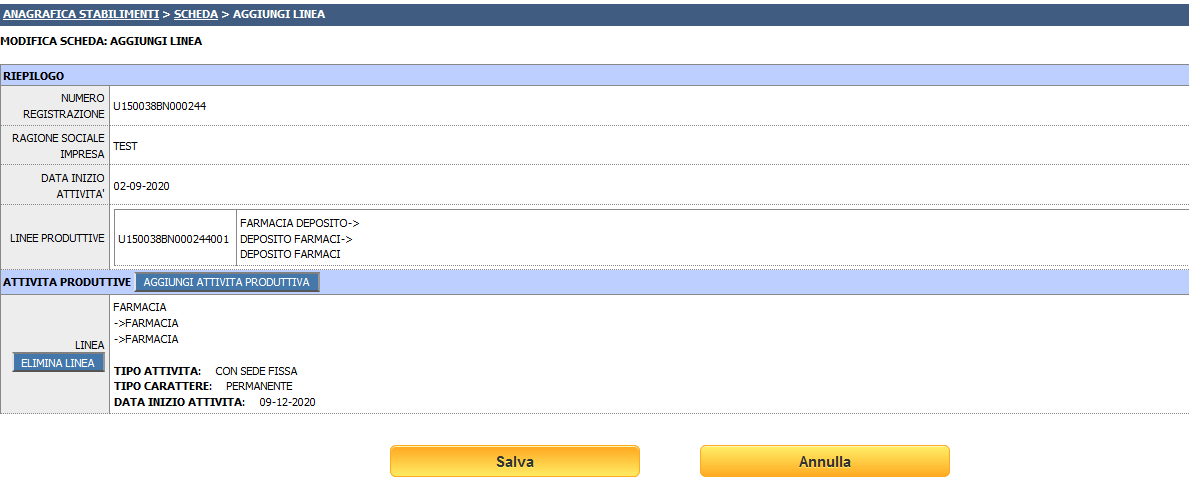 ANAGRAFICA STABILIMENTI > SCHEDA > AGGIUNGI LINEA
MODIFICA SCHEDA: AGGIUNGI LINEA
RIEPILOGO
NUMERO
REGISTRAZIONE
U150038BN000244
RAGIONE SOCIALE
IMPRESA
TEST
DATA INIZIO
ATTIVITA'
02-09-2020
LINEE PRODUTTIVE
U150038BN000244001
FARMACIA DEPOSITO->
DEPOSITO FARMACI->
DEPOSITO FARMACI
ATTIVITA PRODUTTIVE AGGIUNGI ATTIVITA PRODUTTIVA
LINEA
ELIMINA LINEA
FARMACIA
->FARMACIA
->FARMACIA
TIPO ATTIVITA: CON SEDE FISSA
TIPO CARATTERE: PERMANENTE
DATA INIZIO ATTIVITA: 09-12-2020
Salva Annulla